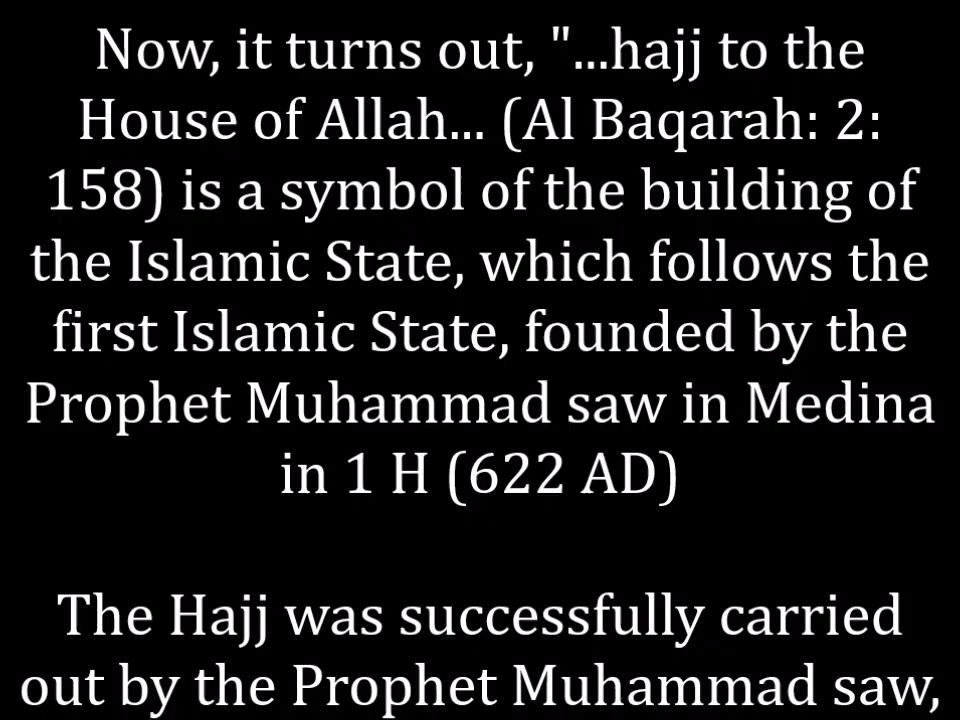 Now, it turns out, "...hajj to the
House of Allah... (Al Baqarah: 2:
158) is a symbol of the building of
the Islamic State, which follows the
first Islamic State, founded by the
Prophet Muhammad saw in Medina
in 1 H (622 AD)
The Hajj was successfully carried
out by the Prophet Muhammad saw,